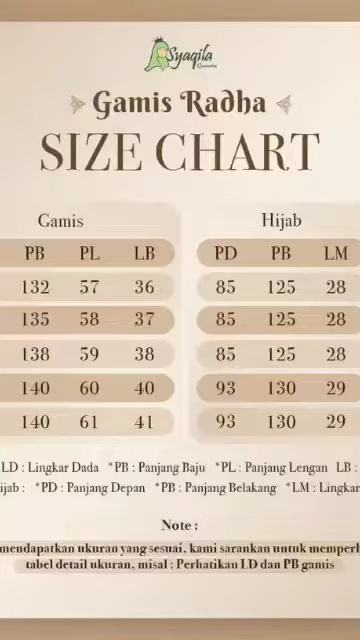 Syaqila
Gamis Radha
SIZE CHART
Gamis Hijab
PB PL LB PD PB LM
132 57 36 85 125 28
135 58 37 85 125 28
138 59 38 85 125 28
140 60 40 93 130 29
140 61 41 93 130 29
LD : Lingkar Dada *PB : Panjang Baju *PL : Panjang Lengan LB :
ijab : *PD : Panjang Depan *PB : Panjang Belakang *LM : Lingkar
Note :
mendapatkan ukuran yang sesuai, kami sarankan untuk memperh
tabel detail ukuran, misal : Perhatikan LD dan PB gamis